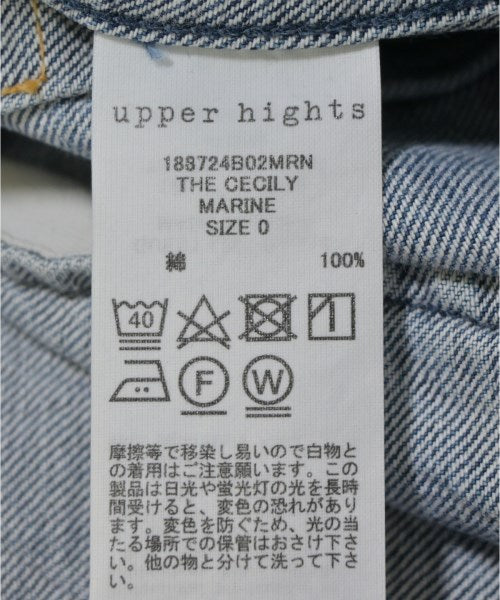 upper hights
188724B02MRN
THE CECILY
MARINE
SIZE 0
綿 100%
40
F W
摩擦等で移染し易いので白物と
の着用はご注意願います。この
製品は日光や蛍光灯の光を長時
間受けると、変色の恐れがあり
ます。変色を防ぐため、光の当
たる場所での保管はおさけ下さ
い。他の物と分けて洗って下さ
い。